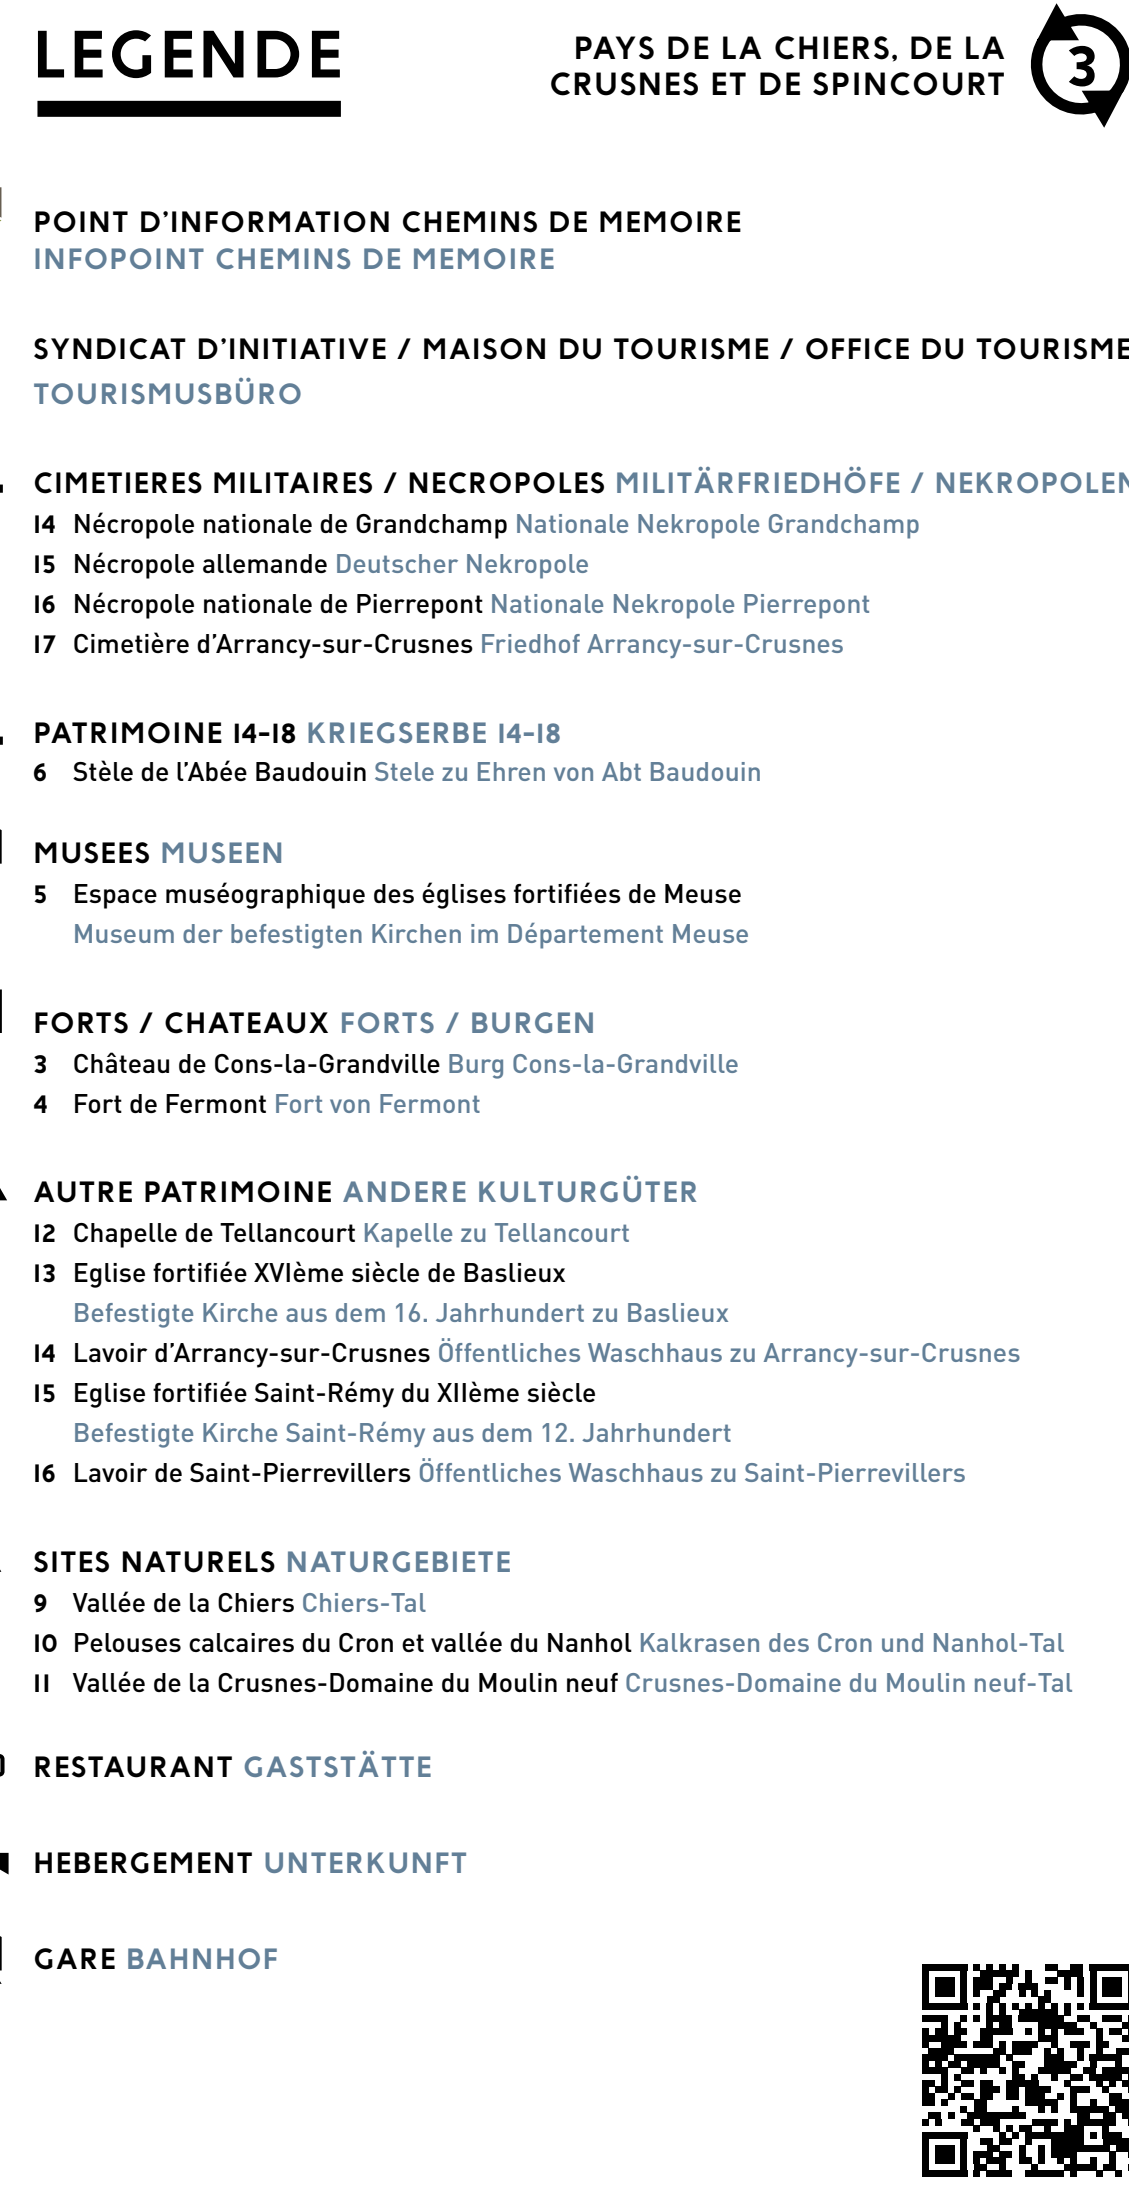 LEGENDE
PAYS DE LA CHIERS, DE LA
CRUSNES ET DE SPINCOURT
3
POINT D’INFORMATION CHEMINS DE MEMOIRE
INFOPOINT CHEMINS DE MEMOIRE
SYNDICAT D’INITIATIVE / MAISON DU TOURISME / OFFICE DU TOURISME
TOURISMUSBÜRO
CIMETIERES MILITAIRES / NECROPOLES MILITÄRFRIEDHÖFE / NEKROPOLEN
14 Nécropole nationale de Grandchamp Nationale Nekropole Grandchamp
15 Nécropole allemande Deutscher Nekropole
16 Nécropole nationale de Pierrepont Nationale Nekropole Pierrepont
17 Cimetière d’Arrancy-sur-Crusnes Friedhof Arrancy-sur-Crusnes
PATRIMOINE 14-18 KRIEGSERBE 14-18
6 Stèle de l’Abée Baudouin Stele zu Ehren von Abt Baudouin
MUSEES MUSEEN
5 Espace muséographique des églises fortifiées de Meuse
Museum der befestigten Kirchen im Département Meuse
FORTS / CHATEAUX FORTS / BURGEN
3 Château de Cons-la-Grandville Burg Cons-la-Grandville
4 Fort de Fermont Fort von Fermont
AUTRE PATRIMOINE ANDERE KULTURGÜTER
12 Chapelle de Tellancourt Kapelle zu Tellancourt
13 Eglise fortifiée XVIème siècle de Baslieux
Befestigte Kirche aus dem 16. Jahrhundert zu Baslieux
14 Lavoir d’Arrancy-sur-Crusnes Öffentliches Waschhaus zu Arrancy-sur-Crusnes
15 Eglise fortifiée Saint-Rémy du XIIème siècle
Befestigte Kirche Saint-Rémy aus dem 12. Jahrhundert
16 Lavoir de Saint-Pierrevillers Öffentliches Waschhaus zu Saint-Pierrevillers
SITES NATURELS NATURGEBIETE
9 Vallée de la Chiers Chiers-Tal
10 Pelouses calcaires du Cron et vallée du Nanhol Kalkrasen des Cron und Nanhol-Tal
11 Vallée de la Crusnes-Domaine du Moulin neuf Crusnes-Domaine du Moulin neuf-Tal
RESTAURANT GASTSTÄTTE
HEBERGEMENT UNTERKUNFT
GARE BAHNHOF